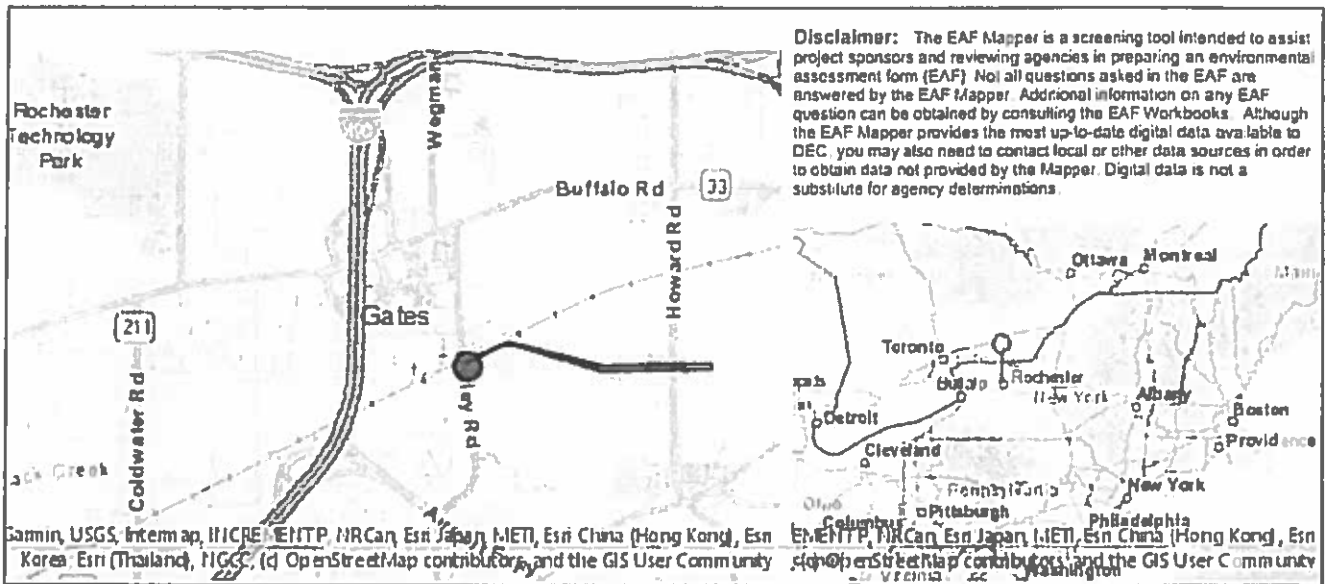 Disclaimer: The EAF Mapper is a screening tool intended to assist
project sponsors and reviewing agencies in preparing an environmental
assessment form (EAF). Not all questions asked in the EAF are
answered by the EAF Mapper. Additional information on any EAF
question can be obtained by consulting the EAF Workbooks. Although
the EAF Mapper provides the most up-to-date digital data available to
DEC, you may also need to contact local or other data sources in order
to obtain data not provided by the Mapper. Digital data is not a
substitute for agency determinations.
Rochester
Technology
Park
Buffalo Rd
33
Howard Rd
Gates
211
Coldwater Rd
Creek
ley Rd
Garmin, USGS, Intermap, INCREMENT P, NRCan, Esri Japan, METI, Esri China (Hong Kong), Esri
Korea, Esri (Thailand), NGCC, (c) OpenStreetMap contributors, and the GIS User Community
Ottawa
Montreal
Toronto
Buffalo
Rochester
New York
Albany
Boston
Detroit
Providence
Cleveland
Pennsylvania
New York
Ohio
Pittsburgh
Columbus
Philadelphia
EMENT P, NRCan, Esri Japan, METI, Esri China (Hong Kong), Esri
(c) OpenStreetMap contributors, and the GIS User Community
Washington